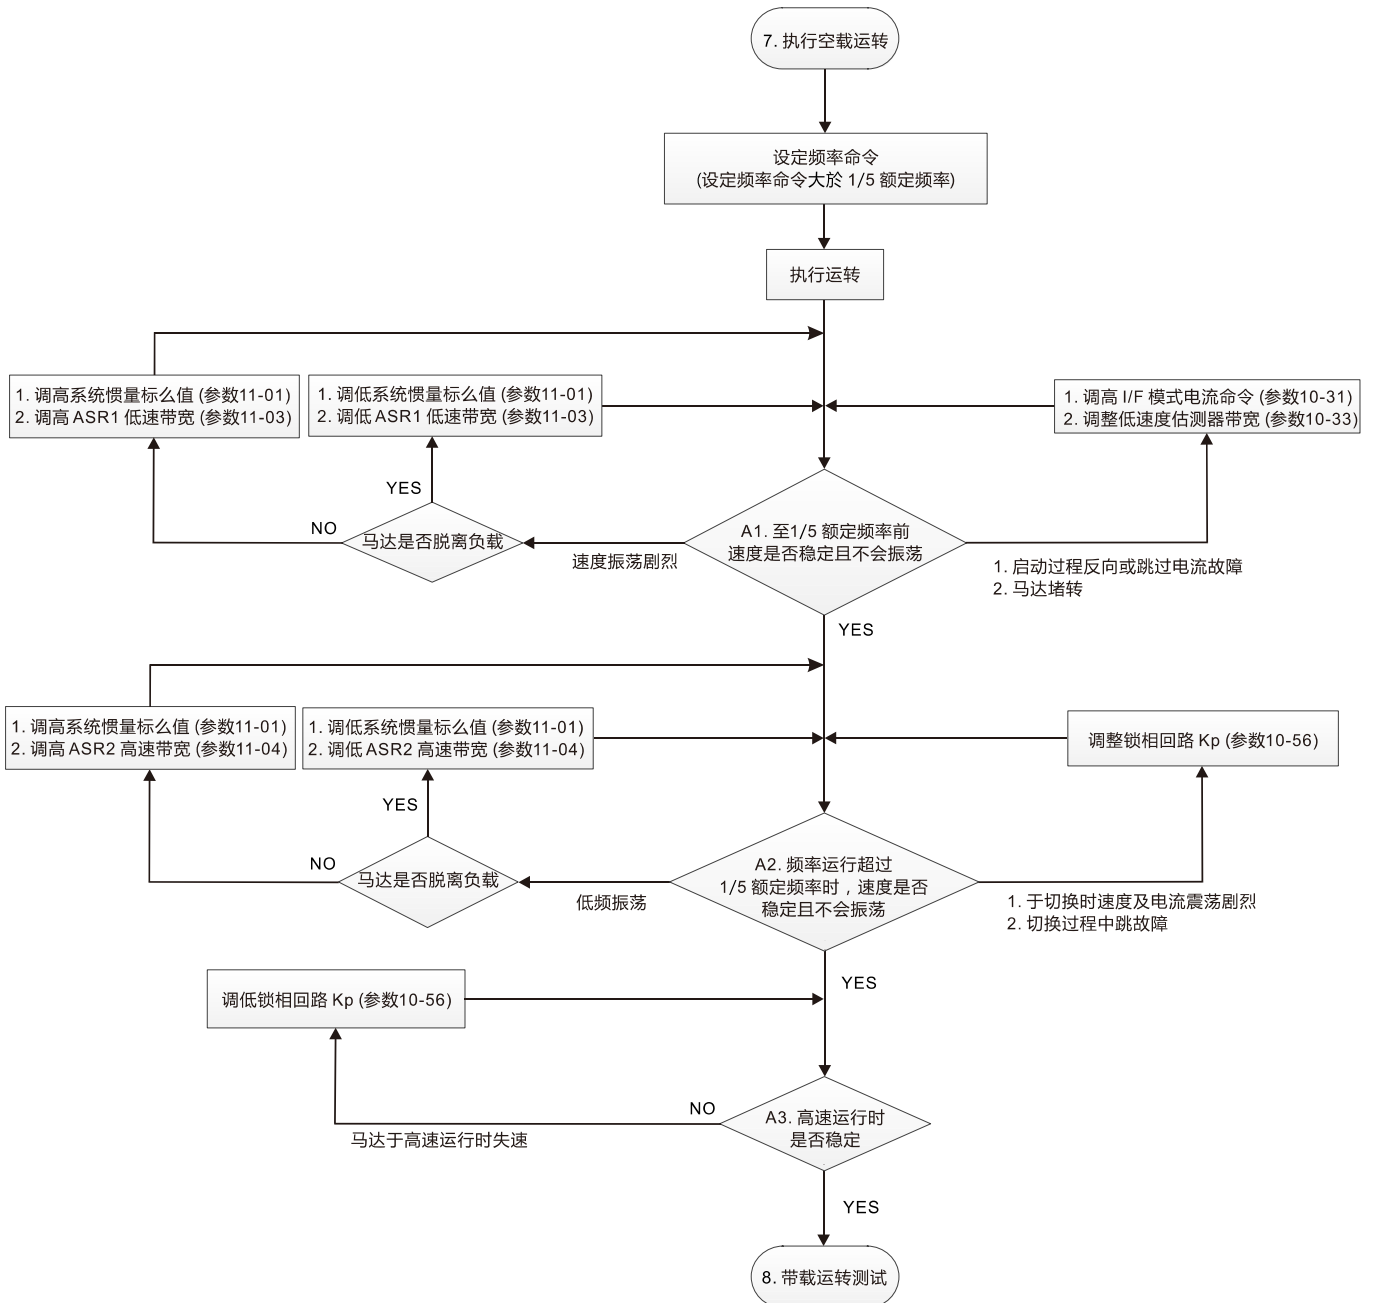 7. 执行空载运转
设定频率命令
(设定频率命令大於 1/5 额定频率)
执行运转
1. 调高系统惯量标么值 (参数11-01)
2. 调高 ASR1 低速带宽 (参数11-03)
1. 调低系统惯量标么值 (参数11-01)
2. 调低 ASR1 低速带宽 (参数11-03)
1. 调高 I/F 模式电流命令 (参数10-31)
2. 调整低速度估测器带宽 (参数10-33)
YES
NO
马达是否脱离负载
速度振荡剧烈
A1. 至1/5 额定频率前
速度是否稳定且不会振荡
1. 启动过程反向或跳过电流故障
2. 马达堵转
YES
1. 调高系统惯量标么值 (参数11-01)
2. 调高 ASR2 高速带宽 (参数11-04)
1. 调低系统惯量标么值 (参数11-01)
2. 调低 ASR2 高速带宽 (参数11-04)
调整锁相回路 Kp (参数10-56)
YES
NO
马达是否脱离负载
低频振荡
A2. 频率运行超过
1/5 额定频率时，速度是否
稳定且不会振荡
1. 于切换时速度及电流震荡剧烈
2. 切换过程中跳故障
YES
调低锁相回路 Kp (参数10-56)
NO
马达于高速运行时失速
A3. 高速运行时
是否稳定
YES
8. 带载运转测试